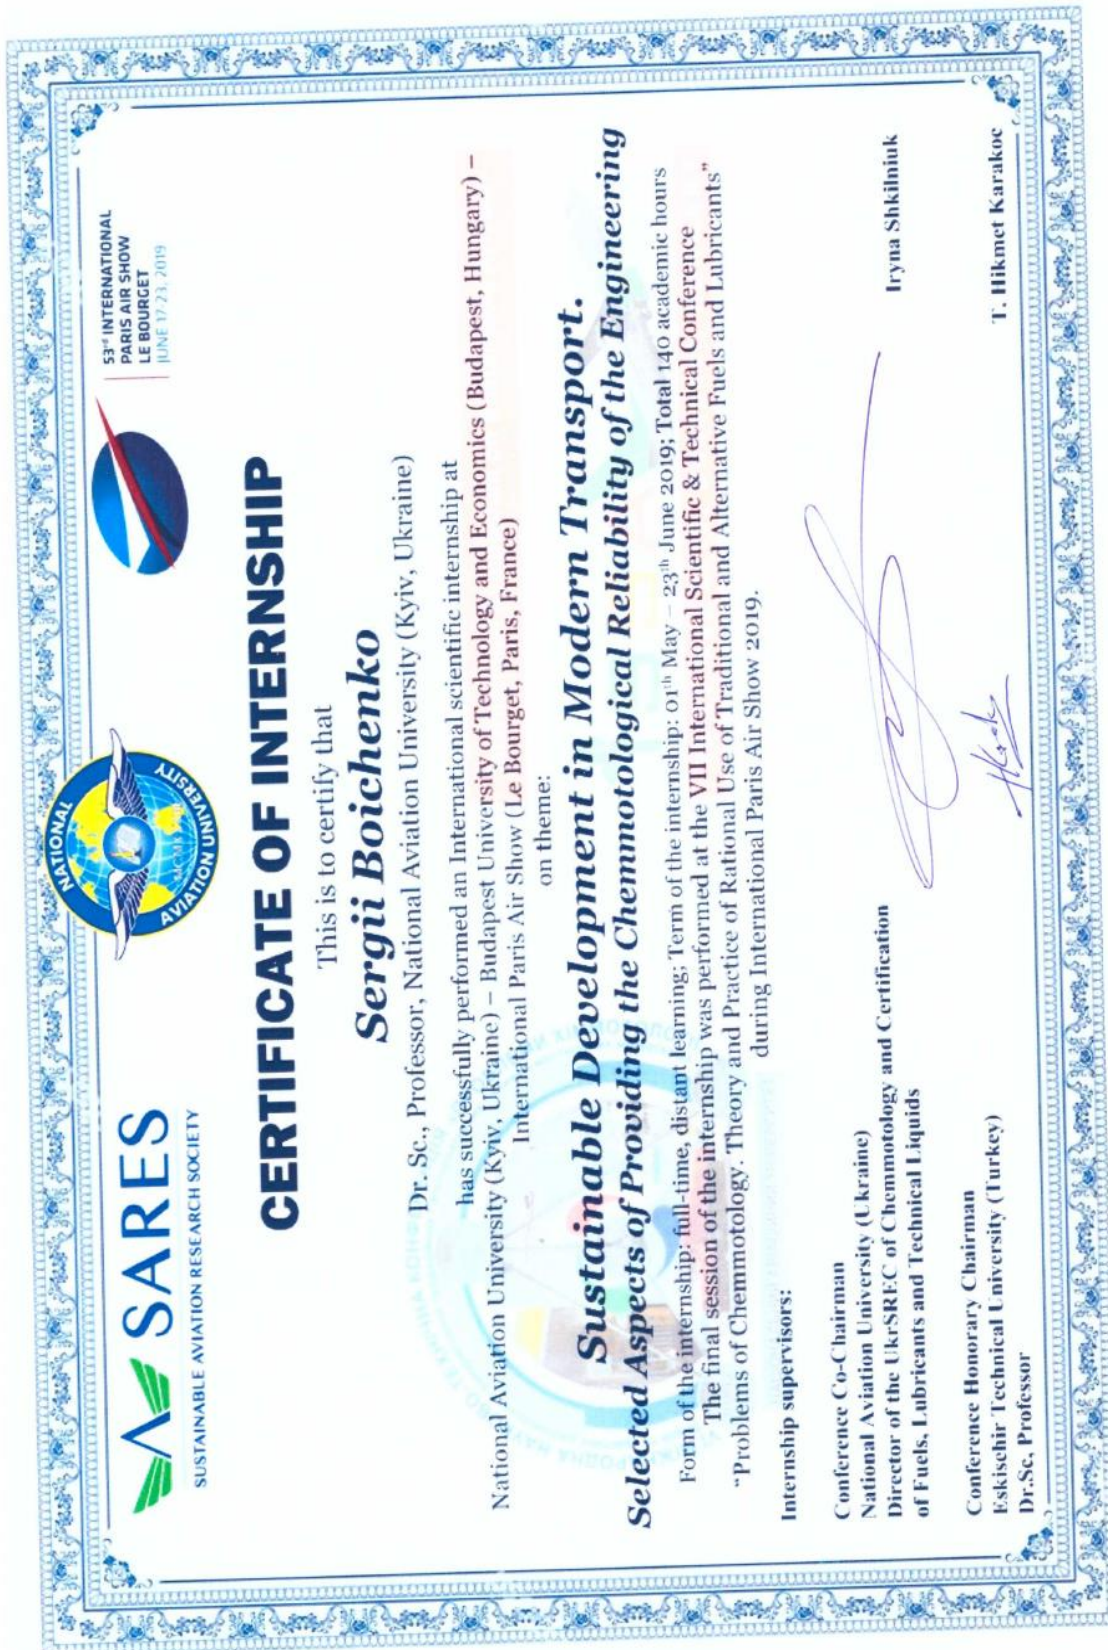 SARES
SUSTAINABLE AVIATION RESEARCH SOCIETY
NATIONAL
AVIATION UNIVERSITY
53rd INTERNATIONAL
PARIS AIR SHOW
LE BOURGET
JUNE 17-23, 2019
CERTIFICATE OF INTERNSHIP
This is to certify that
Sergii Boichenko
Dr. Sc., Professor, National Aviation University (Kyiv, Ukraine)
has successfully performed an International scientific internship at
National Aviation University (Kyiv, Ukraine) – Budapest University of Technology and Economics (Budapest, Hungary) –
International Paris Air Show (Le Bourget, Paris, France)
on theme:
Sustainable Development in Modern Transport.
Selected Aspects of Providing the Chemmotological Reliability of the Engineering
Form of the internship: full-time, distant learning; Term of the internship: 01th May – 23th June 2019; Total 140 academic hours
The final session of the internship was performed at the VII International Scientific & Technical Conference
"Problems of Chemmotology. Theory and Practice of Rational Use of Traditional and Alternative Fuels and Lubricants"
during International Paris Air Show 2019.
Internship supervisors:
Conference Co-Chairman
National Aviation University (Ukraine)
Director of the UkrSREC of Chemmotology and Certification
of Fuels, Lubricants and Technical Liquids
Iryna Shkilniuk
Conference Honorary Chairman
Eskisehir Technical University (Turkey)
Dr.Sc., Professor
T. Hikmet Karakoc